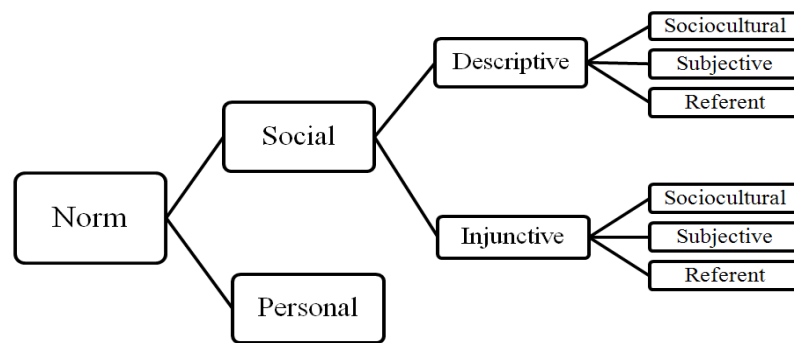 Norm
Social
Personal
Descriptive
Injunctive
Sociocultural
Subjective
Referent
Sociocultural
Subjective
Referent